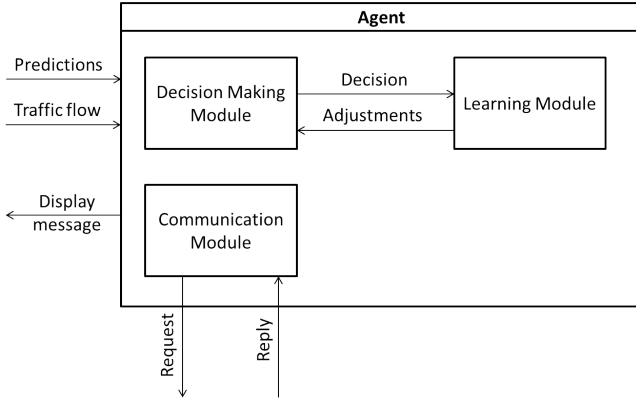 Agent
Predictions
Traffic flow
Decision Making
Module
Decision
Adjustments
Learning Module
Display
message
Communication
Module
Request
Reply